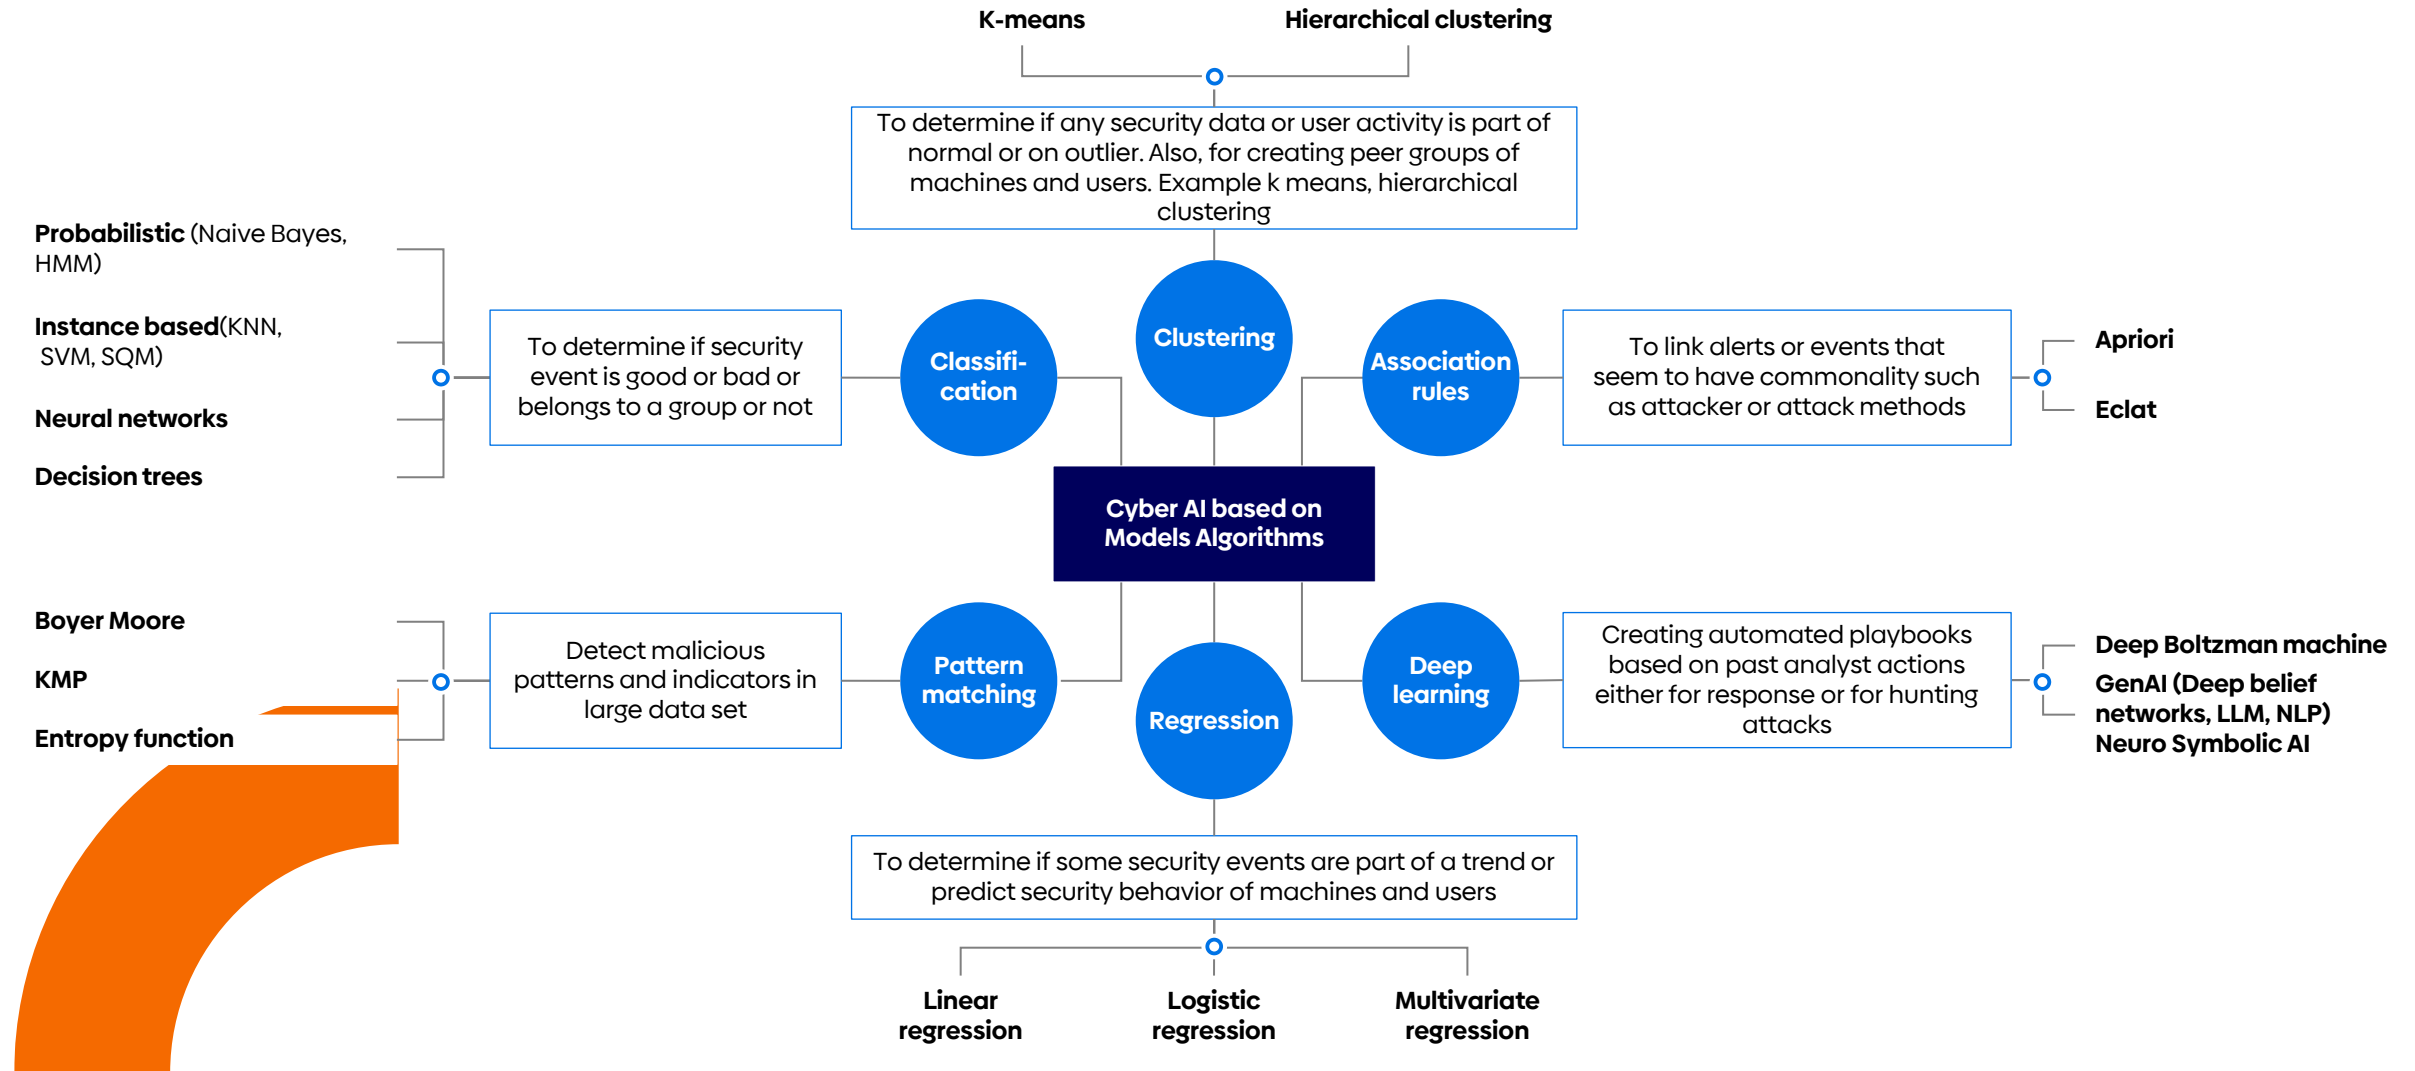 K-means
Hierarchical clustering
To determine if any security data or user activity is part of
normal or on outlier. Also, for creating peer groups of
machines and users. Example k means, hierarchical
clustering
Probabilistic (Naive Bayes,
HMM)
Instance based(KNN,
SVM, SQM)
Neural networks
Decision trees
To determine if security
event is good or bad or
belongs to a group or not
Classifi-
cation
Clustering
Association
rules
To link alerts or events that
seem to have commonality such
as attacker or attack methods
Apriori
Eclat
Cyber AI based on
Models Algorithms
Boyer Moore
KMP
Entropy function
Detect malicious
patterns and indicators in
large data set
Pattern
matching
Regression
Deep
learning
Creating automated playbooks
based on past analyst actions
either for response or for hunting
attacks
Deep Boltzman machine
GenAI (Deep belief
networks, LLM, NLP)
Neuro Symbolic AI
To determine if some security events are part of a trend or
predict security behavior of machines and users
Linear
regression
Logistic
regression
Multivariate
regression